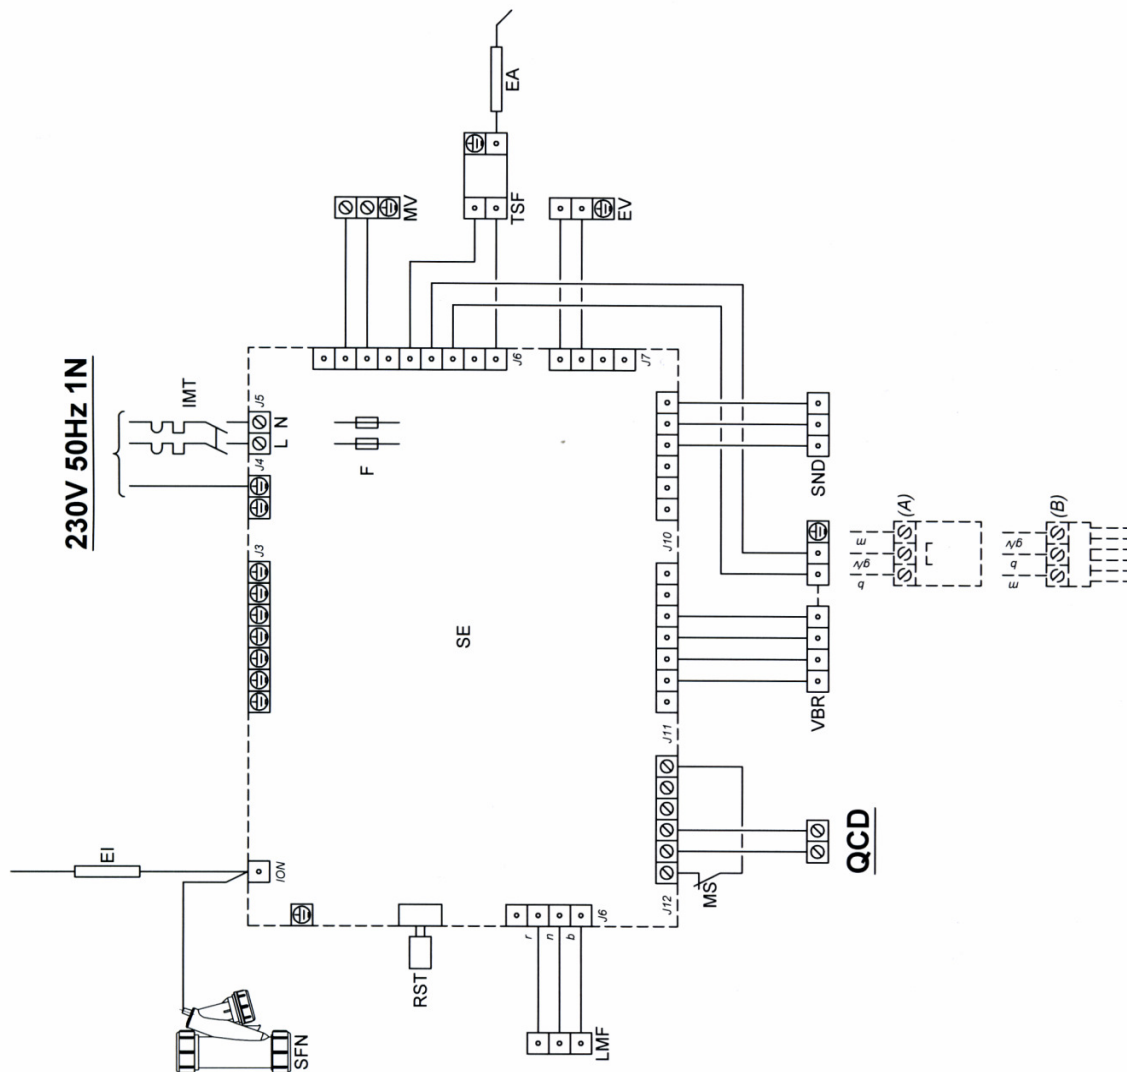 230V 50Hz 1N
IMT
EA
MV
TSF
EV
J5
N
L
J4
J3
F
J6
J7
SE
EI
ION
SFN
RST
r
n
b
J6
LMF
J12
MS
J11
J10
QCD
VBR
SND
m
g/v
b
(A)
g/v
b
m
(B)